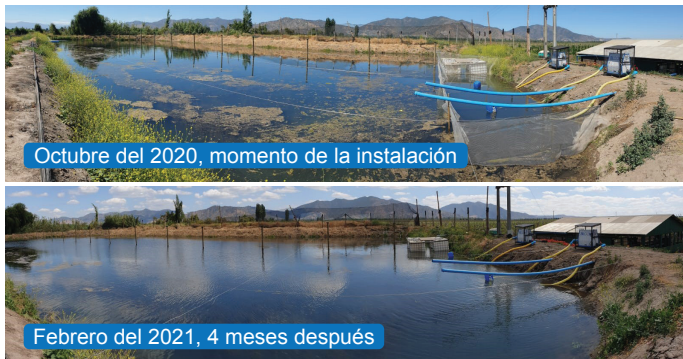 Octubre del 2020, momento de la instalación
Febrero del 2021, 4 meses después